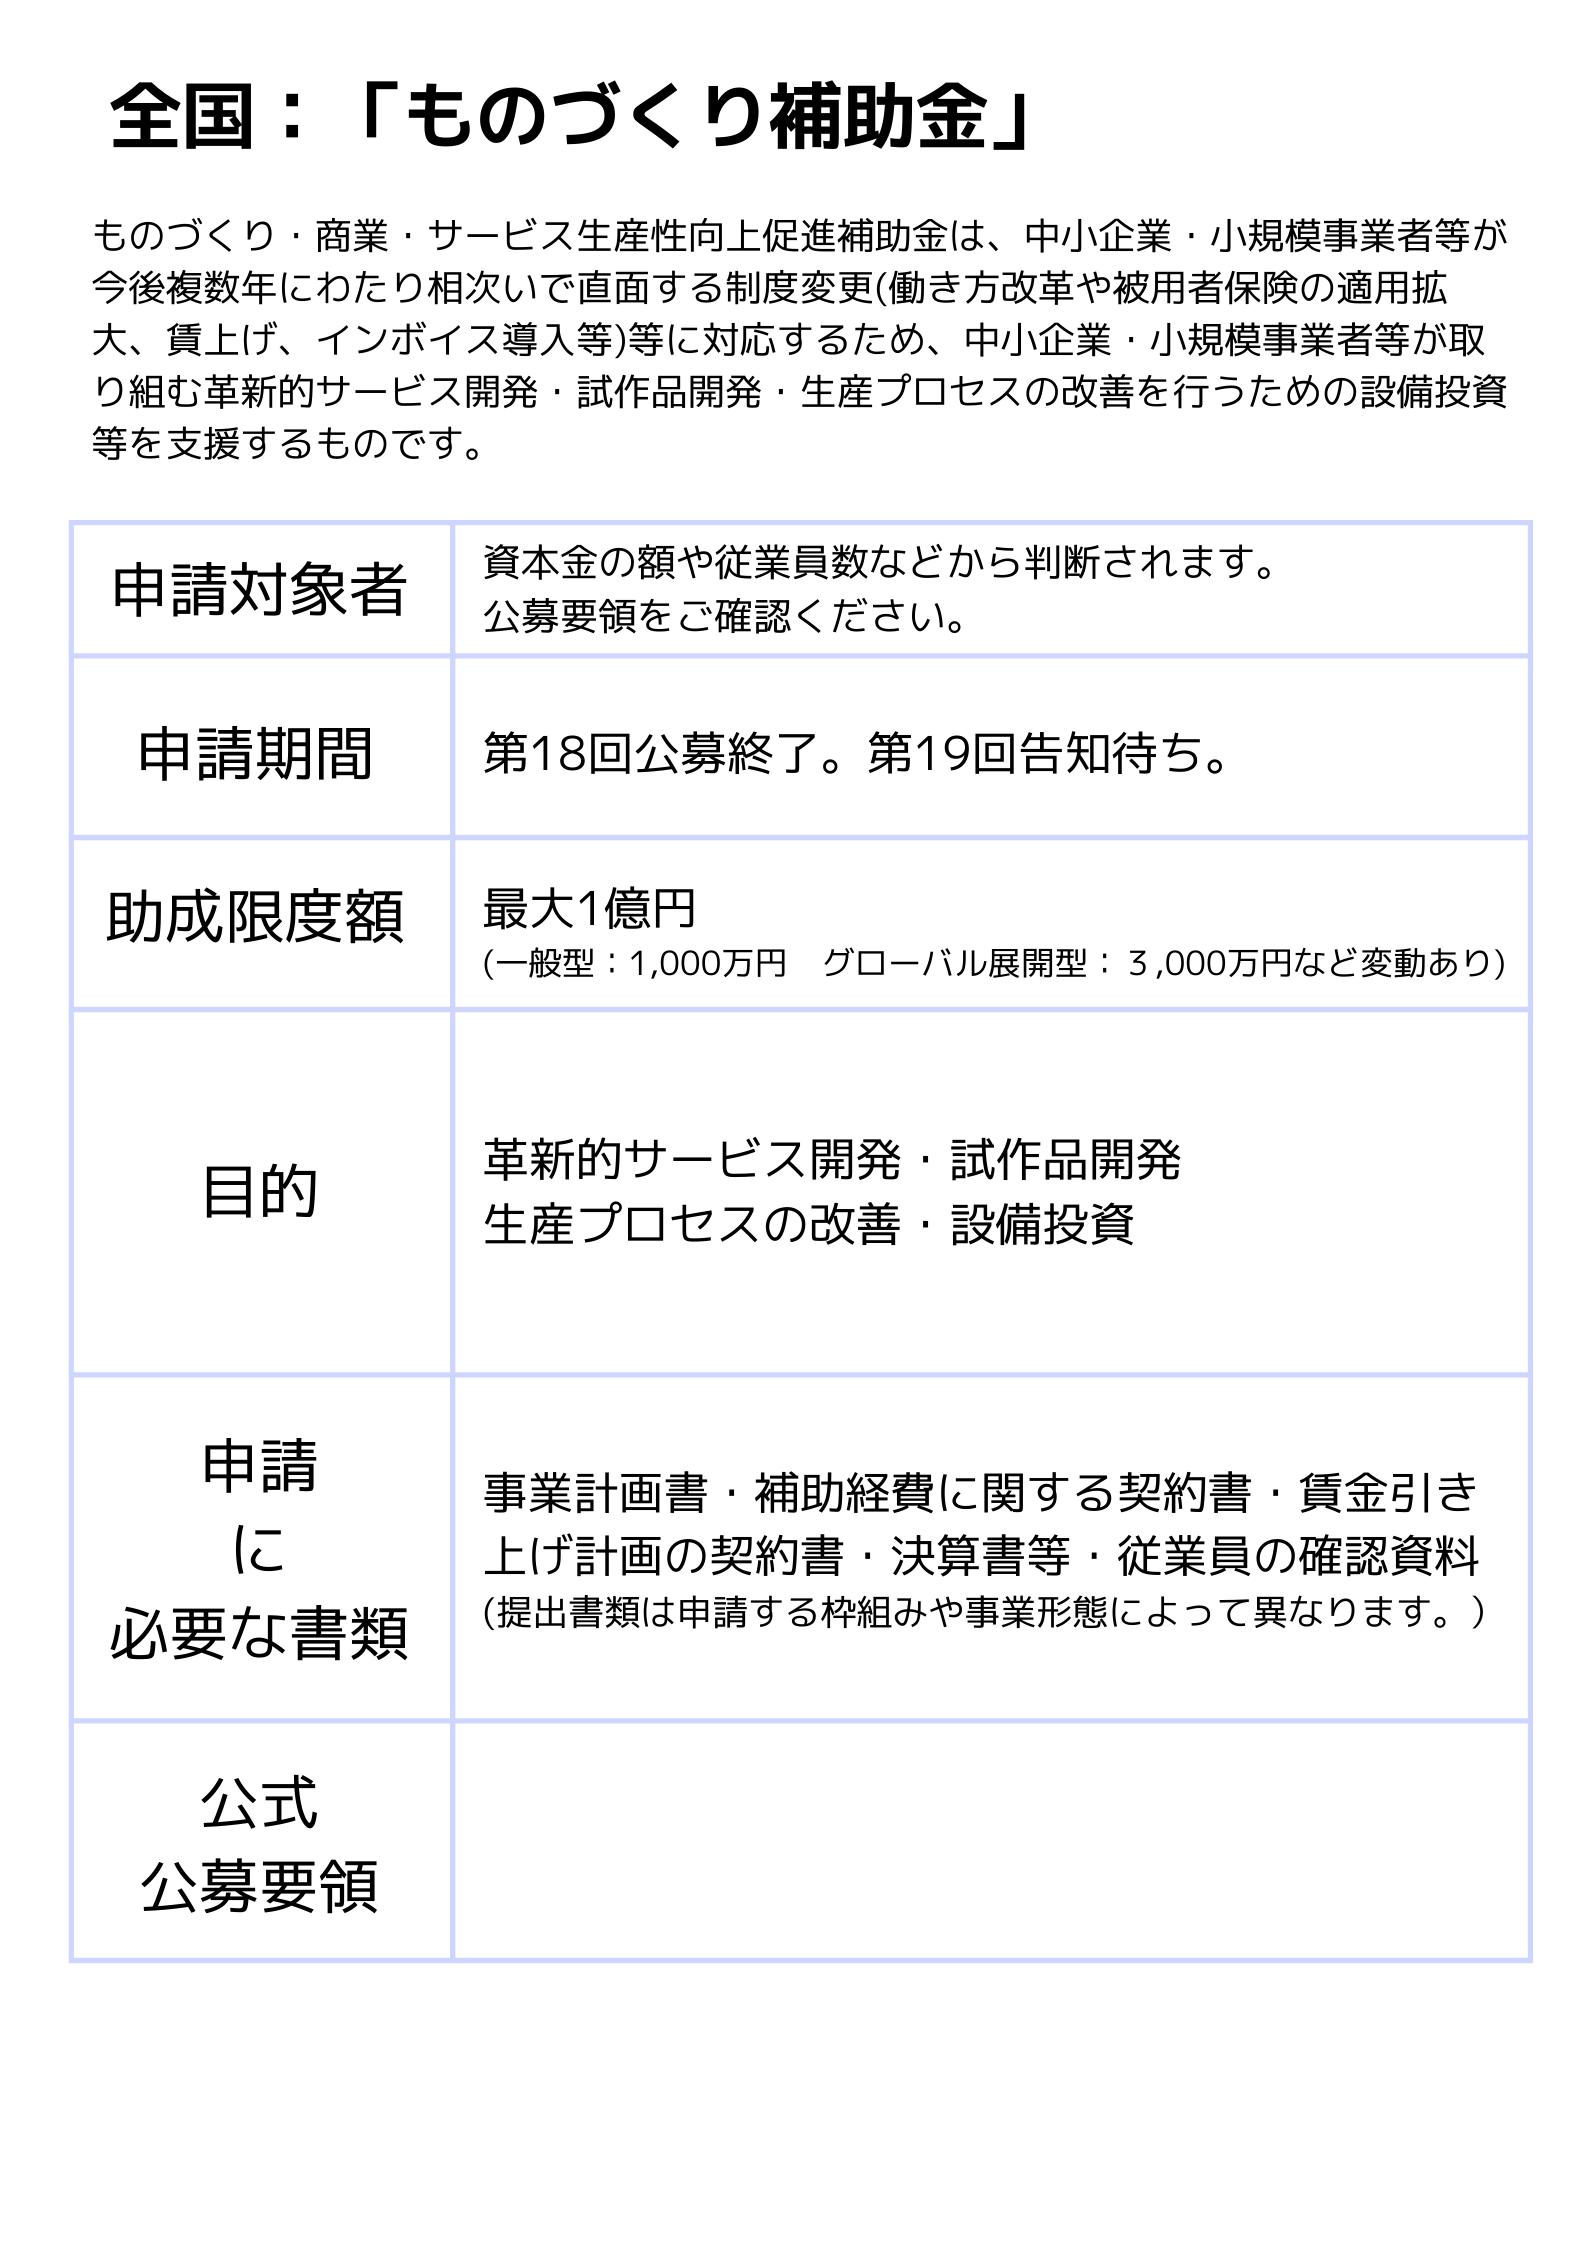 全国：「ものづくり補助金」
ものづくり・商業・サービス生産性向上促進補助金は、中小企業・小規模事業者等が
今後複数年にわたり相次いで直面する制度変更(働き方改革や被用者保険の適用拡
大、賃上げ、インボイス導入等)等に対応するため、中小企業・小規模事業者等が取
り組む革新的サービス開発・試作品開発・生産プロセスの改善を行うための設備投資
等を支援するものです。
申請対象者
資本金の額や従業員数などから判断されます。
公募要領をご確認ください。
申請期間
第18回公募終了。第19回告知待ち。
助成限度額
最大1億円
(一般型：1,000万円　グローバル展開型：３,000万円など変動あり)
目的
革新的サービス開発・試作品開発
生産プロセスの改善・設備投資
申請
に
必要な書類
事業計画書・補助経費に関する契約書・賃金引き
上げ計画の契約書・決算書等・従業員の確認資料
(提出書類は申請する枠組みや事業形態によって異なります。）
公式
公募要領